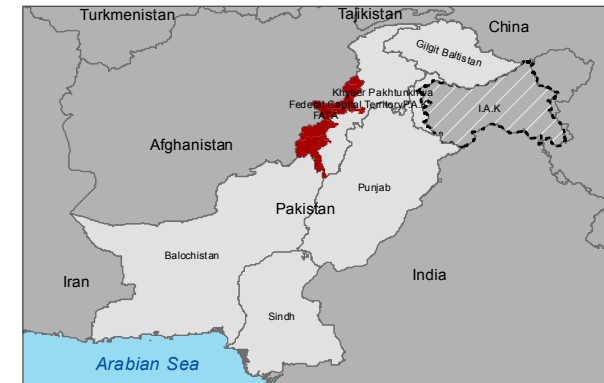 Turkmenistan
Tajikistan
China
Gilgit Baltistan
Khyber Pakhtunkhwa
Federal Capital Territory
P.A.K
FATA
I.A.K
Afghanistan
Punjab
Pakistan
Balochistan
Iran
India
Sindh
Arabian Sea